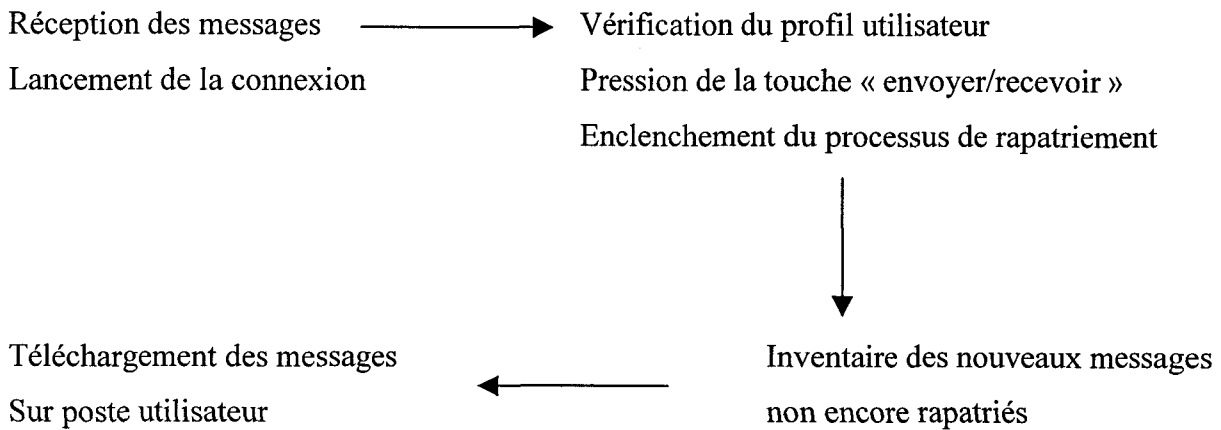 Réception des messages
Lancement de la connexion
Vérification du profil utilisateur
Pression de la touche « envoyer/recevoir »
Enclenchement du processus de rapatriement
Inventaire des nouveaux messages
non encore rapatriés
Téléchargement des messages
Sur poste utilisateur